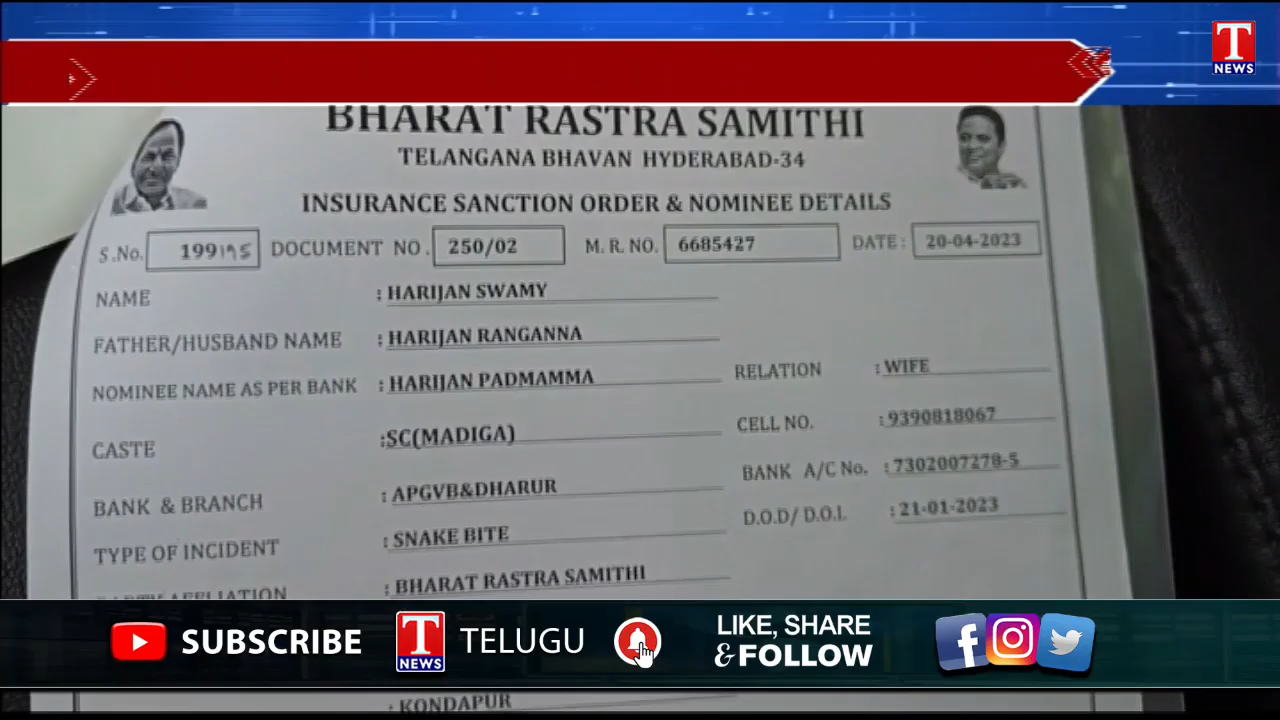 T
NEWS
BHARAT RASTRA SAMITHI
TELANGANA BHAVAN HYDERABAD-34
INSURANCE SANCTION ORDER & NOMINEE DETAILS
S.No. 199195 DOCUMENT NO. 250/02 M. R. NO. 6685427 DATE : 20-04-2023
NAME : HARIJAN SWAMY
FATHER/HUSBAND NAME : HARIJAN RANGANNA
NOMINEE NAME AS PER BANK : HARIJAN PADMAMMA RELATION : WIFE
CASTE :SC(MADIGA) CELL NO. : 9390818067
BANK & BRANCH : APGVB&DHARUR BANK A/C No. : 7302007278-5
TYPE OF INCIDENT : SNAKE BITE D.O.D/ D.O.I. : 21-01-2023
PARTY AFFLIATION : BHARAT RASTRA SAMITHI
SUBSCRIBE T NEWS TELUGU LIKE, SHARE & FOLLOW
: KONDAPUR